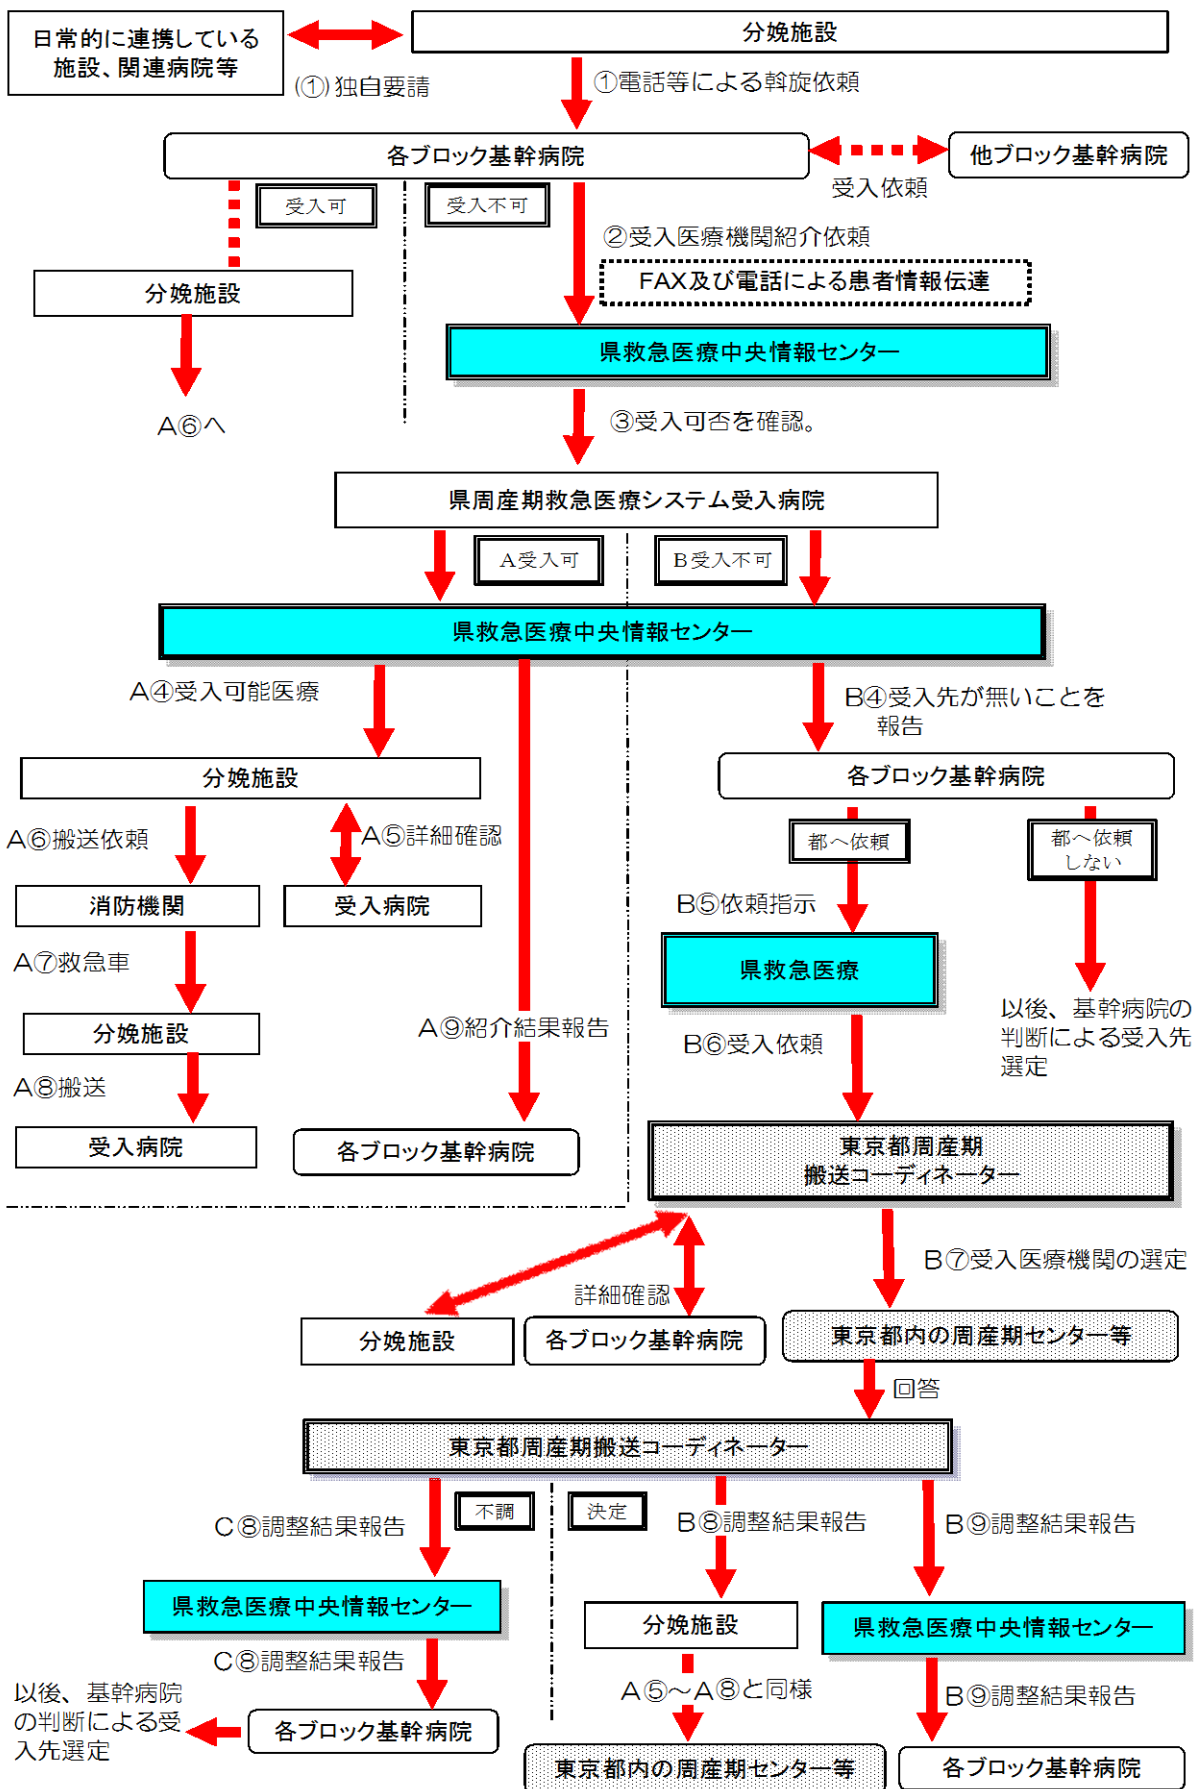 日常的に連携している
施設、関連病院等
分娩施設
(①)独自要請
①電話等による斡旋依頼
各ブロック基幹病院
他ブロック基幹病院
受入依頼
受入可
受入不可
②受入医療機関紹介依頼
FAX及び電話による患者情報伝達
分娩施設
県救急医療中央情報センター
A⑥へ
③受入可否を確認。
県周産期救急医療システム受入病院
A受入可
B受入不可
県救急医療中央情報センター
A④受入可能医療
B④受入先が無いことを
報告
分娩施設
各ブロック基幹病院
A⑥搬送依頼
A⑤詳細確認
都へ依頼
都へ依頼
しない
消防機関
受入病院
B⑤依頼指示
A⑦救急車
県救急医療
分娩施設
A⑨紹介結果報告
以後、基幹病院の
判断による受入先
選定
B⑥受入依頼
A⑧搬送
受入病院
各ブロック基幹病院
東京都周産期
搬送コーディネーター
B⑦受入医療機関の選定
詳細確認
分娩施設
各ブロック基幹病院
東京都内の周産期センター等
回答
東京都周産期搬送コーディネーター
不調
決定
C⑧調整結果報告
B⑧調整結果報告
B⑨調整結果報告
県救急医療中央情報センター
分娩施設
県救急医療中央情報センター
C⑧調整結果報告
以後、基幹病院
の判断による受
入先選定
A⑤～A⑧と同様
B⑨調整結果報告
各ブロック基幹病院
東京都内の周産期センター等
各ブロック基幹病院